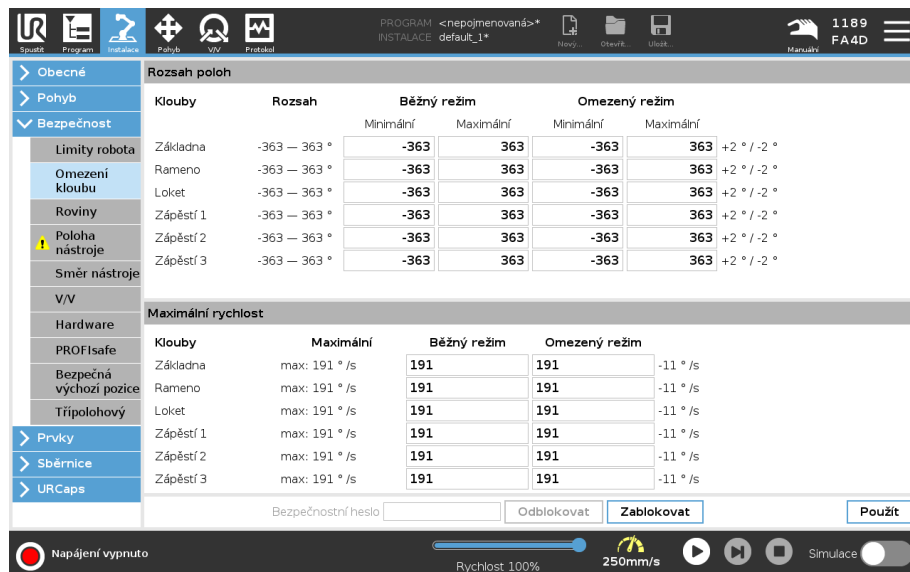 UR
Spustit
Program
Instalace
Pohyb
V/V
Protokol
PROGRAM <nepojmenovaná>*
INSTALACE default_1*
Nový...
Otevřít...
Uložit...
Manuální
1189
FA4D
Obecné
Pohyb
Bezpečnost
Limity robota
Omezení
kloubu
Roviny
Poloha
nástroje
Směr nástroje
V/V
Hardware
PROFIsafe
Bezpečná
výchozí pozice
Třípolohový
Prvky
Sběrnice
URCaps
Rozsah poloh
Klouby Rozsah Běžný režim Omezený režim
Minimální Maximální Minimální Maximální
Základna -363 — 363 ° -363 363 -363 363 +2 ° / -2 °
Rameno -363 — 363 ° -363 363 -363 363 +2 ° / -2 °
Loket -363 — 363 ° -363 363 -363 363 +2 ° / -2 °
Zápěstí 1 -363 — 363 ° -363 363 -363 363 +2 ° / -2 °
Zápěstí 2 -363 — 363 ° -363 363 -363 363 +2 ° / -2 °
Zápěstí 3 -363 — 363 ° -363 363 -363 363 +2 ° / -2 °
Maximální rychlost
Klouby Maximální Běžný režim Omezený režim
Základna max: 191 ° /s 191 191 -11 ° /s
Rameno max: 191 ° /s 191 191 -11 ° /s
Loket max: 191 ° /s 191 191 -11 ° /s
Zápěstí 1 max: 191 ° /s 191 191 -11 ° /s
Zápěstí 2 max: 191 ° /s 191 191 -11 ° /s
Zápěstí 3 max: 191 ° /s 191 191 -11 ° /s
Bezpečnostní heslo Odblokovat Zablokovat Použít
Napájení vypnuto
Rychlost 100%
250mm/s
Simulace